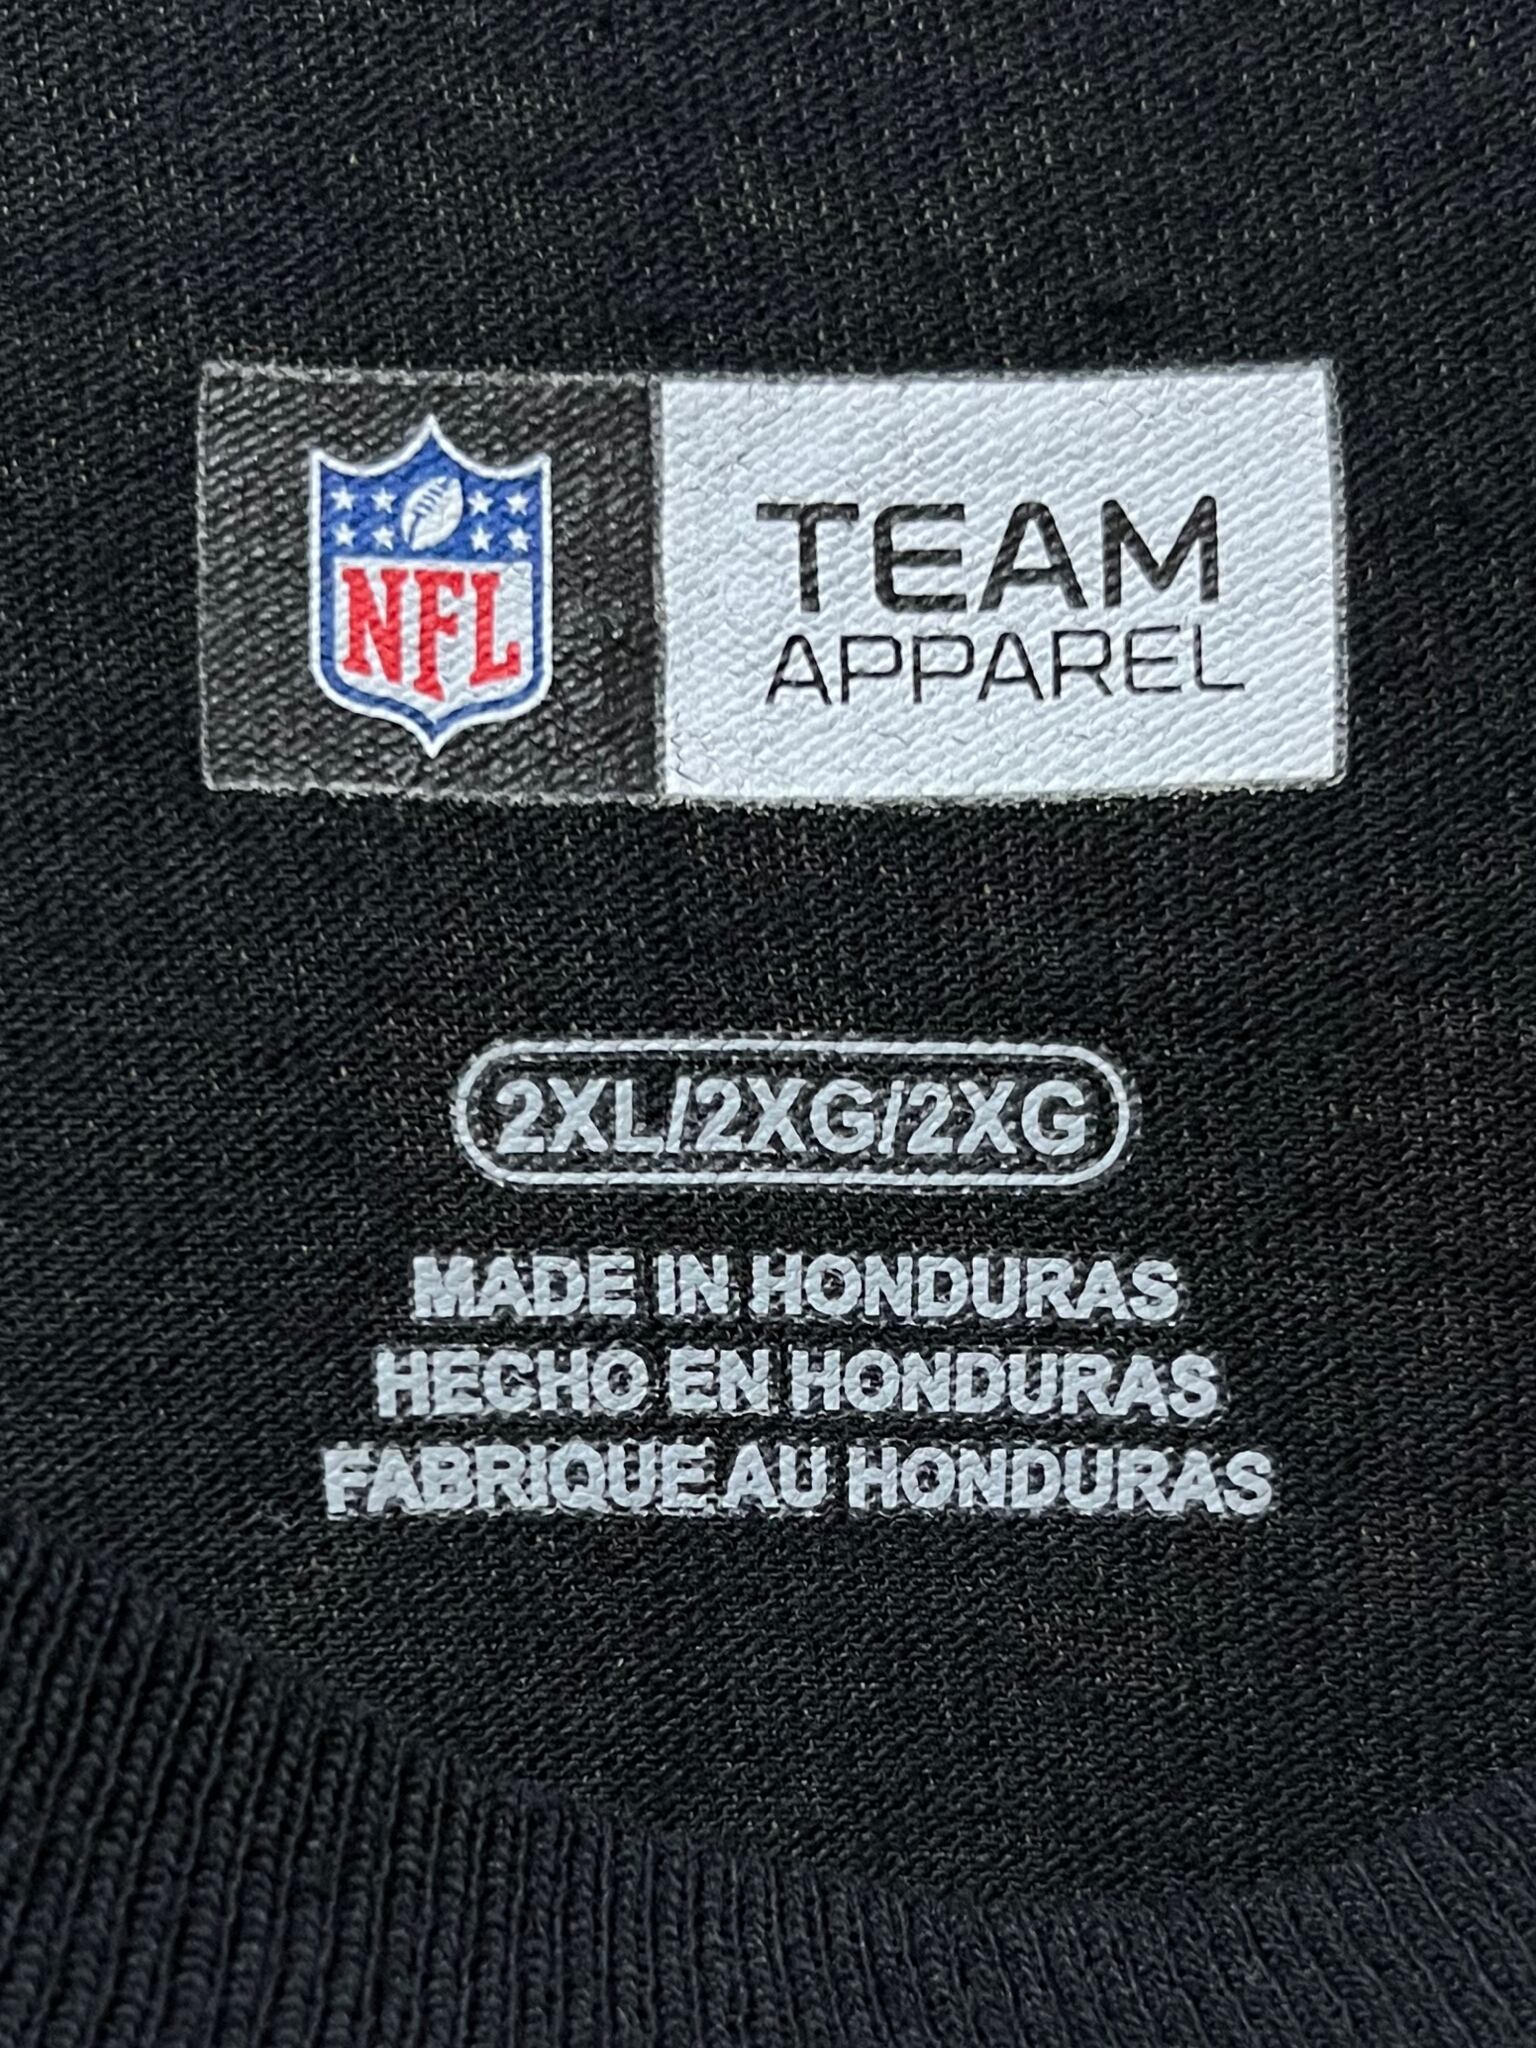 NFL
TEAM
APPAREL
2XL/2XG/2XG
MADE IN HONDURAS
HECHO EN HONDURAS
FABRIQUE AU HONDURAS